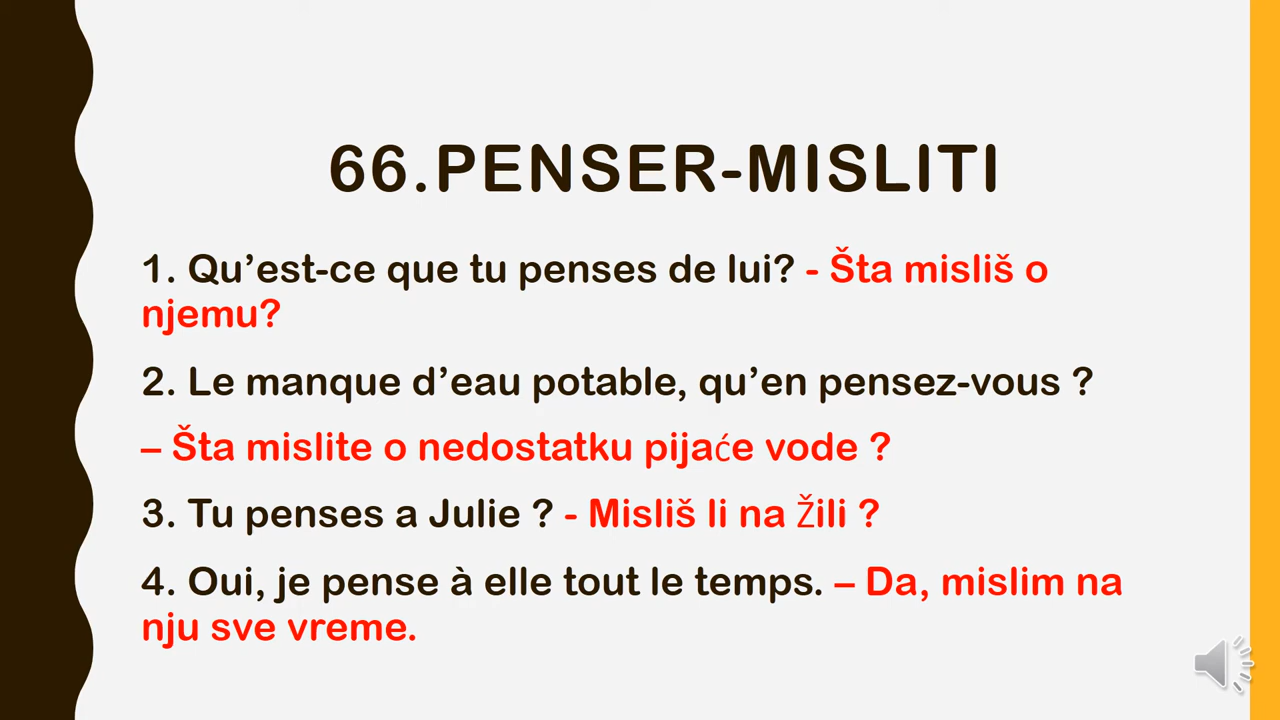 66.PENSER-MISLITI
1. Qu’est-ce que tu penses de lui? - Šta misliš o
njemu?
2. Le manque d’eau potable, qu’en pensez-vous ?
– Šta mislite o nedostatku pijaće vode ?
3. Tu penses a Julie ? - Misliš li na Žili ?
4. Oui, je pense à elle tout le temps. – Da, mislim na
nju sve vreme.